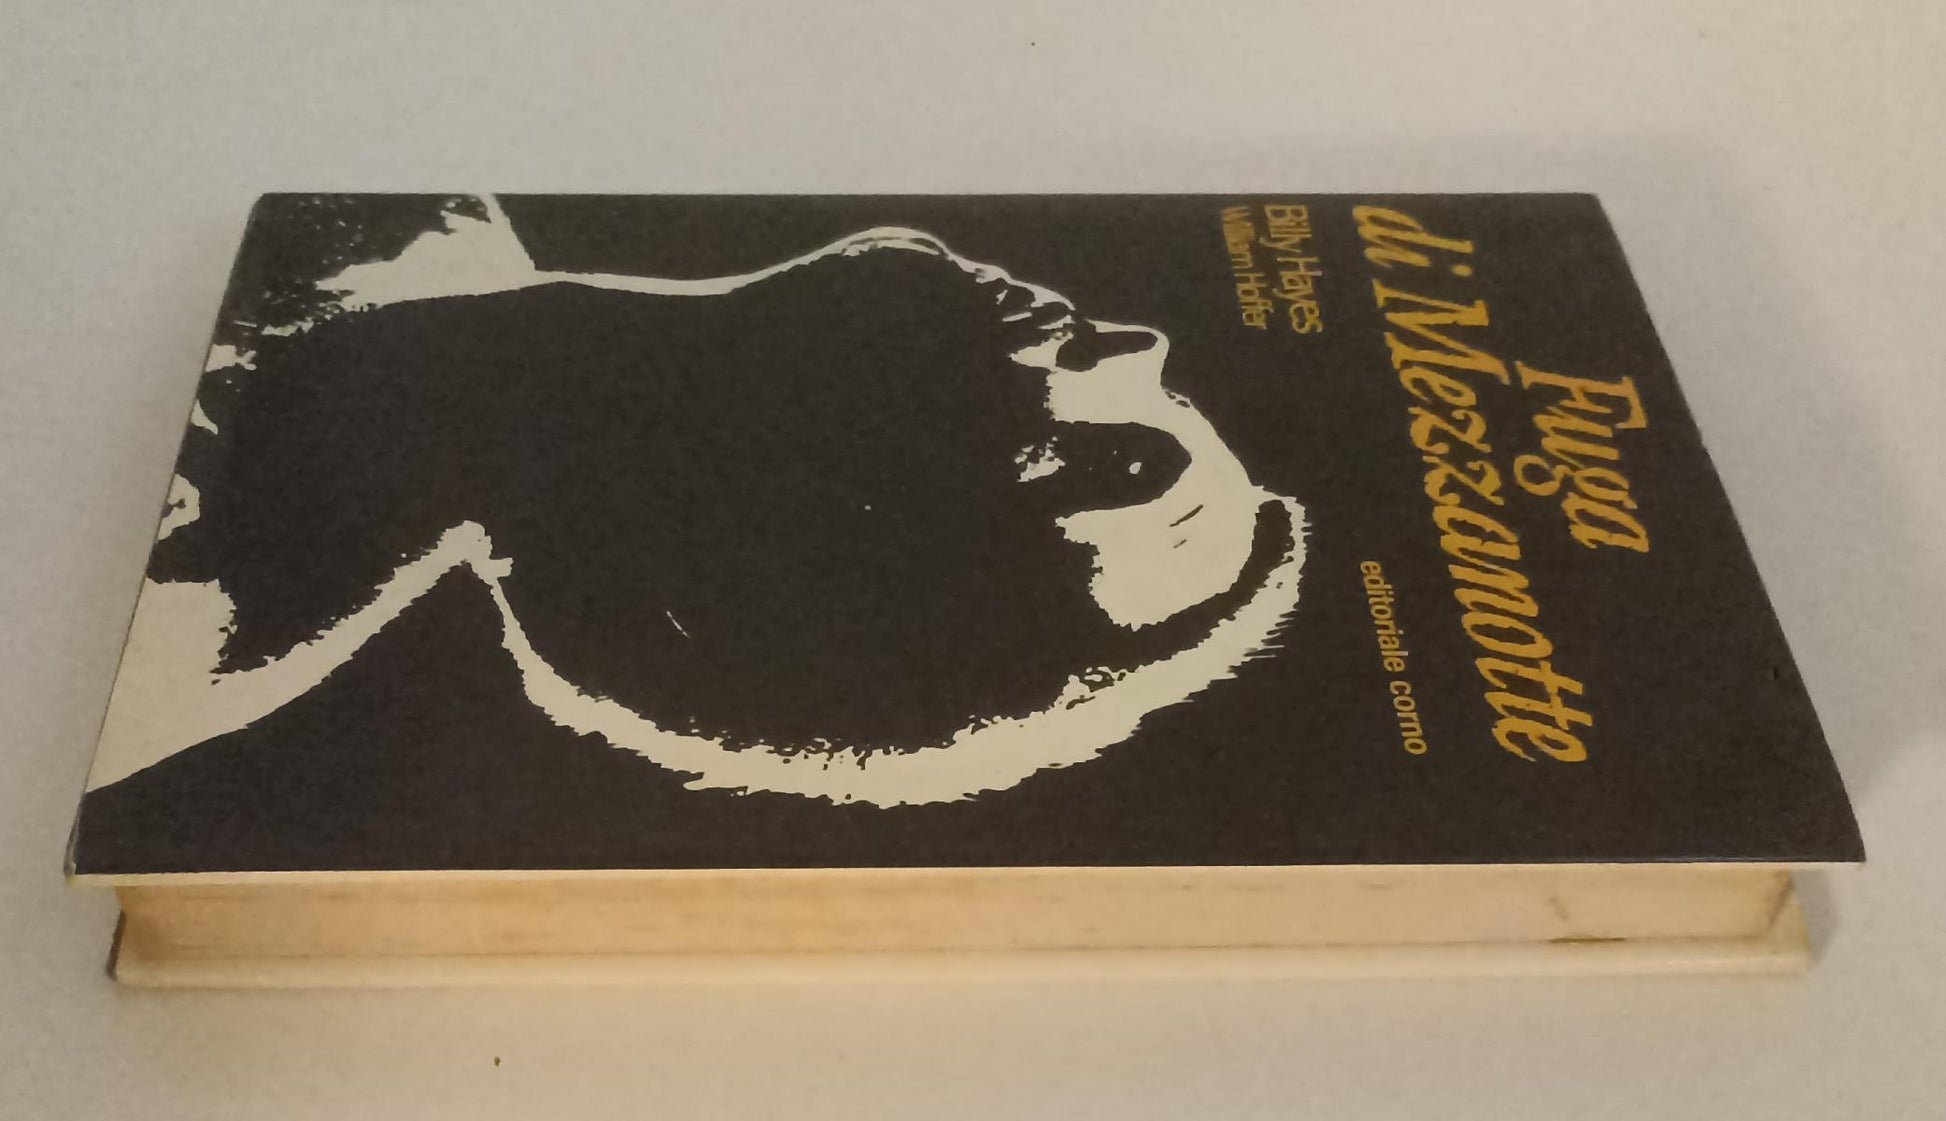 Fuga
di Mezzanotte
Billy Hayes
William Hoffer
editoriale corno